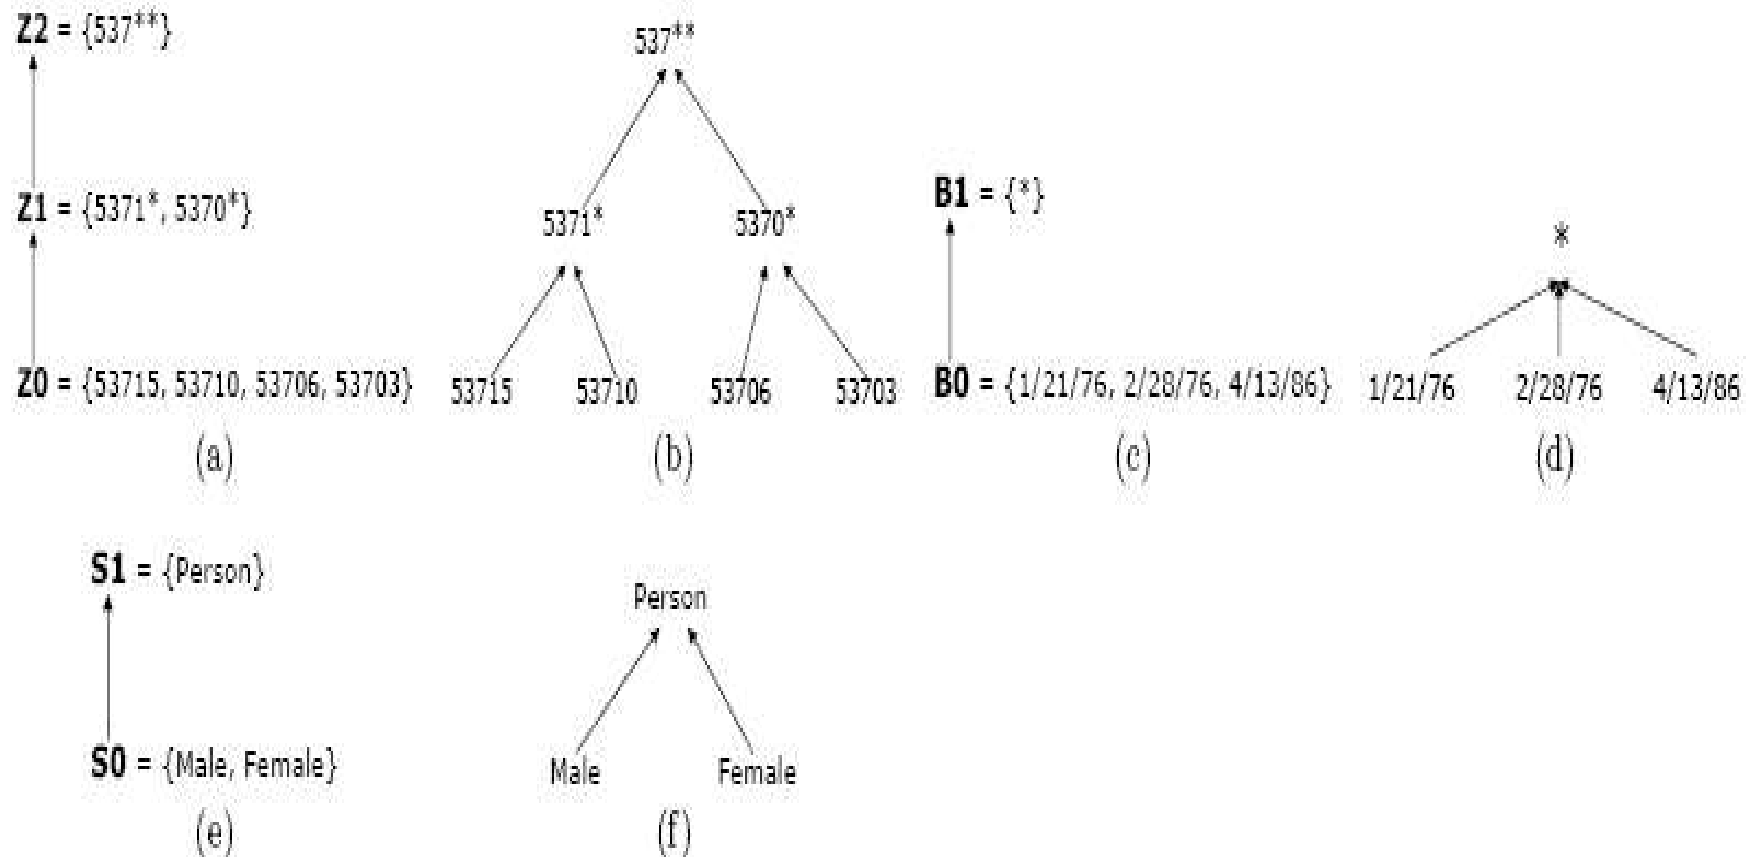 Z2 = {537**}
Z1 = {5371*, 5370*}
Z0 = {53715, 53710, 53706, 53703}
(a)
537**
5371* 5370*
53715 53710 53706 53703
(b)
B1 = {*}
B0 = {1/21/76, 2/28/76, 4/13/86}
(c)
*
1/21/76 2/28/76 4/13/86
(d)
S1 = {Person}
S0 = {Male, Female}
(e)
Person
Male Female
(f)